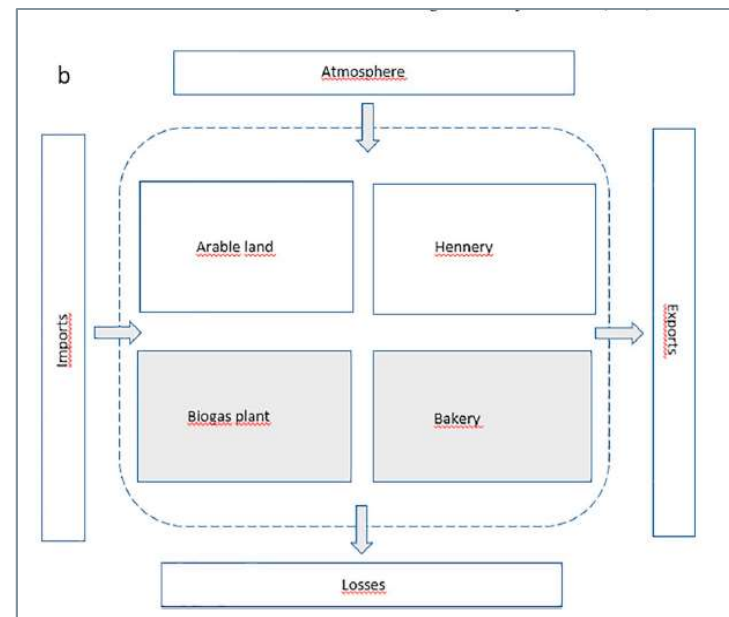 b
Atmosphere
Arable land
Hennery
Imports
Exports
Biogas plant
Bakery
Losses